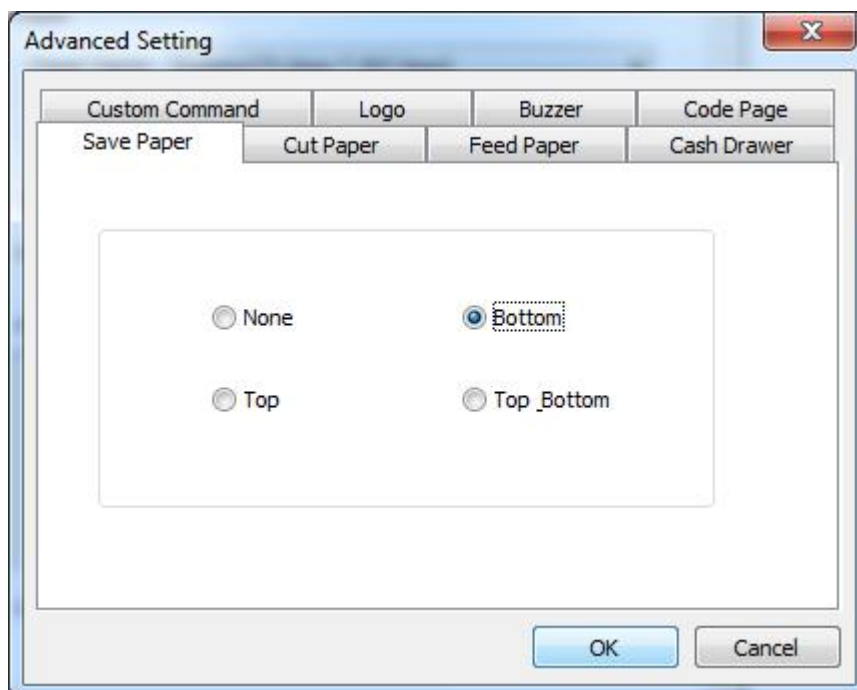 Advanced Setting
Custom Command Logo Buzzer Code Page
Save Paper Cut Paper Feed Paper Cash Drawer
None Bottom
Top Top_Bottom
OK Cancel